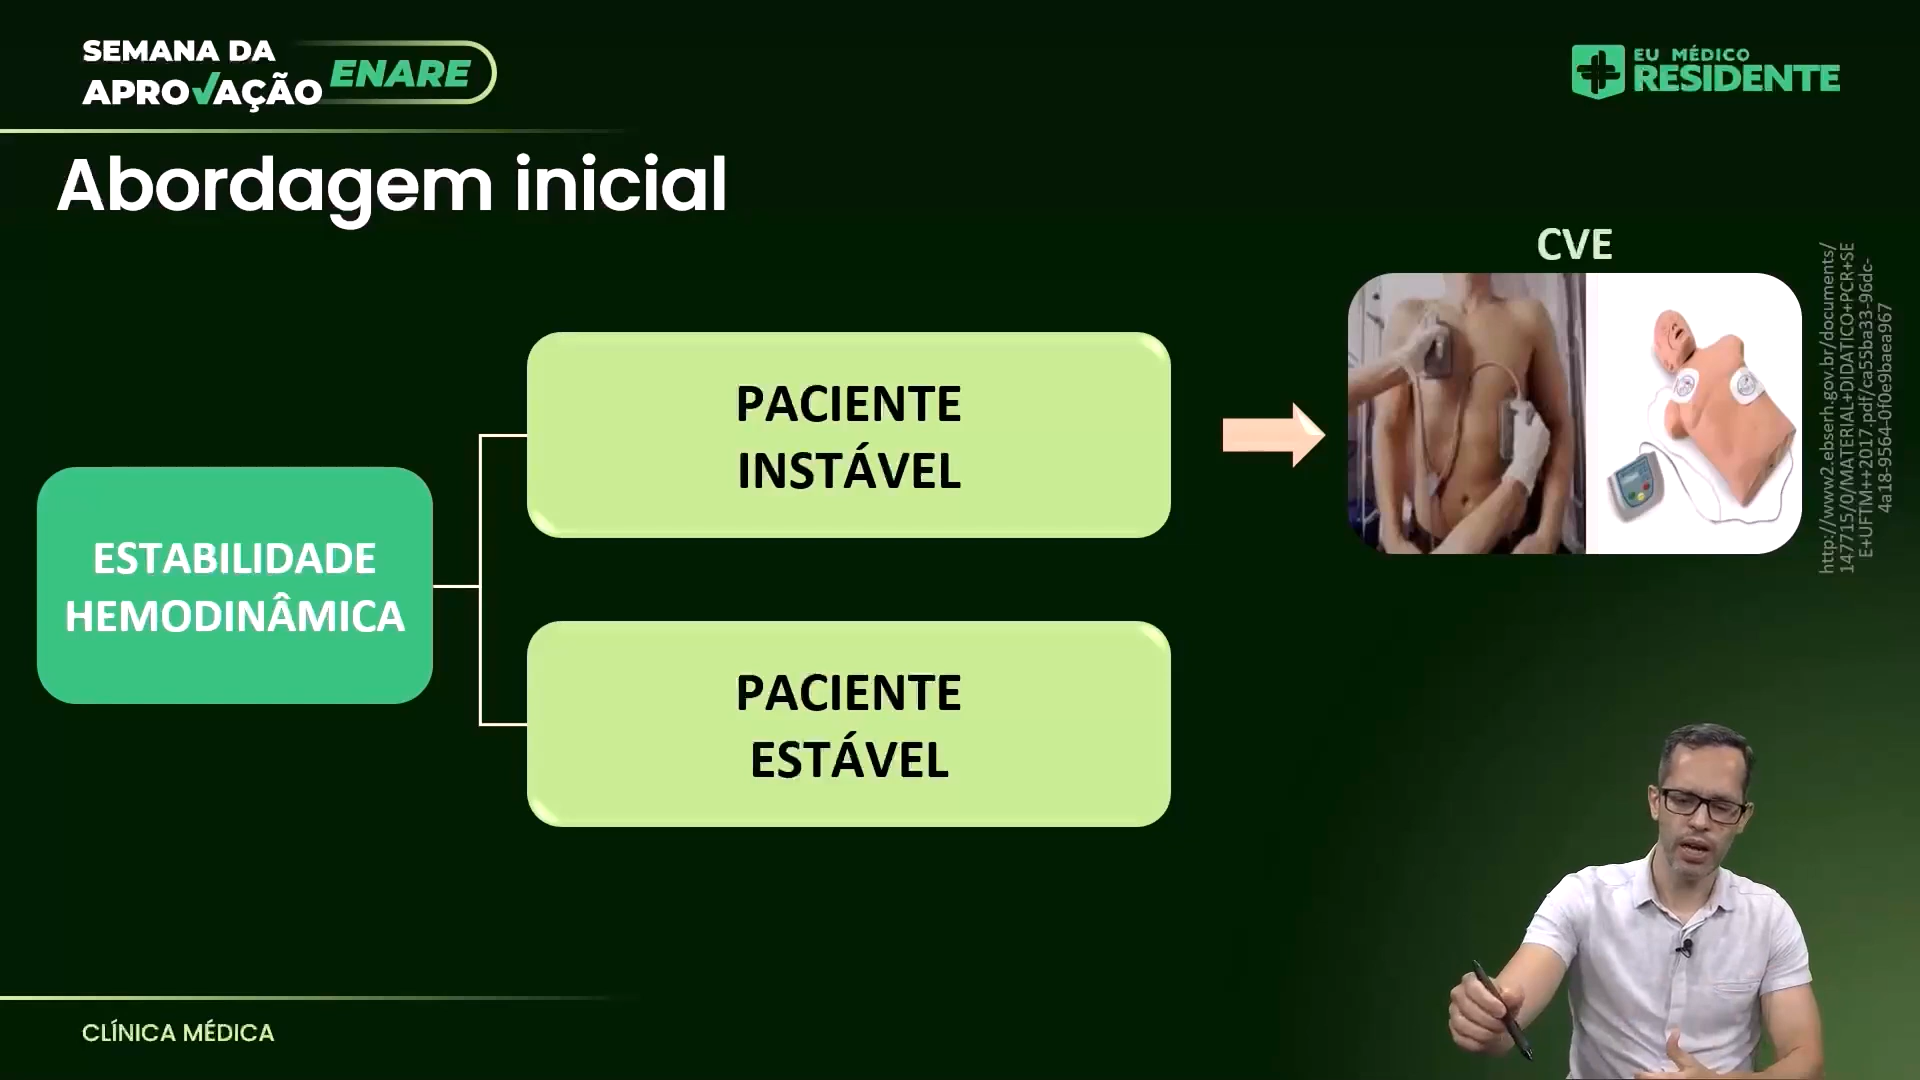 SEMANA DA
APROVAÇÃO ENARE
EU MÉDICO
RESIDENTE
Abordagem inicial
CVE
PACIENTE
INSTÁVEL
ESTABILIDADE
HEMODINÂMICA
PACIENTE
ESTÁVEL
http://www2.ebserh.gov.br/documents/
147715/0/MATERIAL+DIDATICO+PCR+SE
E+UFTM++2017.pdf/ca55ba33-96dc-
4a18-9564-0f0e9baea967
CLÍNICA MÉDICA